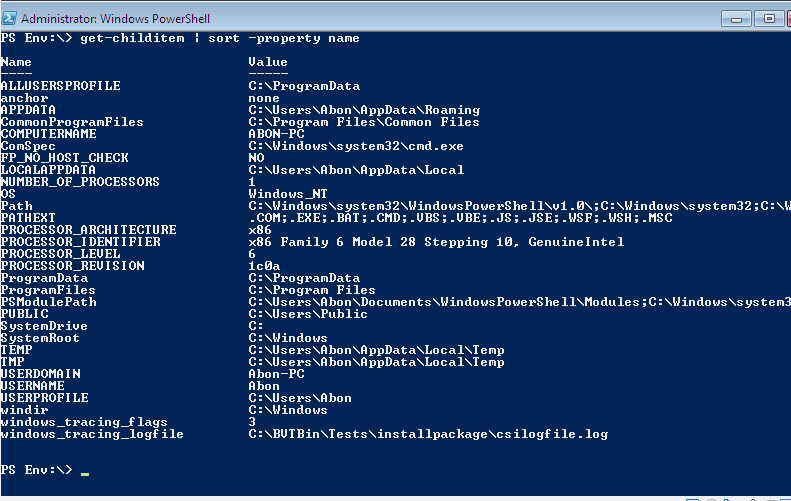 Administrator: Windows PowerShell
PS Env:\> get-childitem | sort -property name
Name Value
---- -----
ALLUSERSPROFILE C:\ProgramData
anchor none
APPDATA C:\Users\Abon\AppData\Roaming
CommonProgramFiles C:\Program Files\Common Files
COMPUTERNAME ABON-PC
ComSpec C:\Windows\system32\cmd.exe
FP_NO_HOST_CHECK NO
LOCALAPPDATA C:\Users\Abon\AppData\Local
NUMBER_OF_PROCESSORS 1
OS Windows_NT
Path C:\Windows\system32\WindowsPowerShell\v1.0\;C:\Windows\system32;C:\W
PATHEXT .COM;.EXE;.BAT;.CMD;.VBS;.VBE;.JS;.JSE;.WSF;.WSH;.MSC
PROCESSOR_ARCHITECTURE x86
PROCESSOR_IDENTIFIER x86 Family 6 Model 28 Stepping 10, GenuineIntel
PROCESSOR_LEVEL 6
PROCESSOR_REVISION 1c0a
ProgramData C:\ProgramData
ProgramFiles C:\Program Files
PSModulePath C:\Users\Abon\Documents\WindowsPowerShell\Modules;C:\Windows\system3
PUBLIC C:\Users\Public
SystemDrive C:
SystemRoot C:\Windows
TEMP C:\Users\Abon\AppData\Local\Temp
TMP C:\Users\Abon\AppData\Local\Temp
USERDOMAIN Abon-PC
USERNAME Abon
USERPROFILE C:\Users\Abon
windir C:\Windows
windows_tracing_flags 3
windows_tracing_logfile C:\BVTBin\Tests\installpackage\csilogfile.log
PS Env:\> _